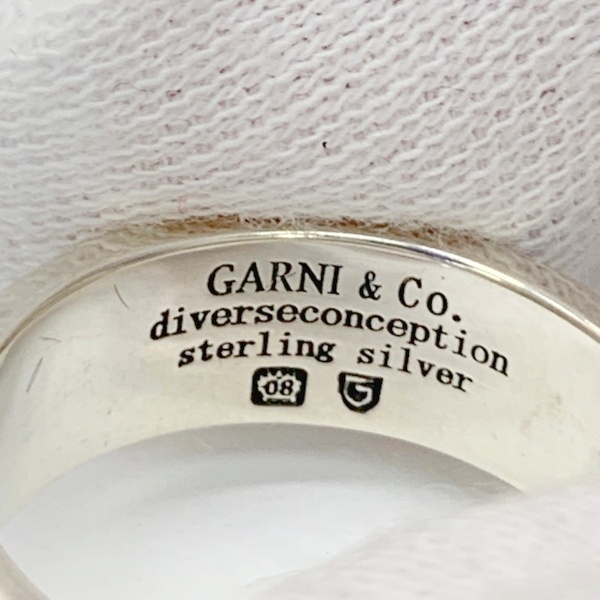 GARNI & Co.
diverseconception
sterling silver
08 G